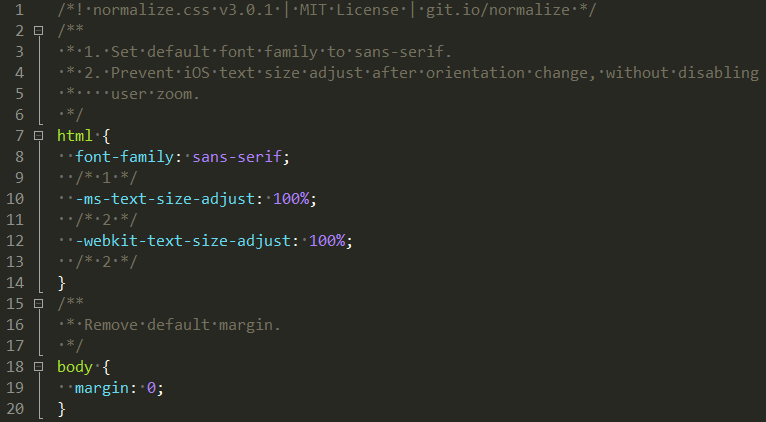 1 /*! normalize.css v3.0.1 | MIT License | git.io/normalize */
2 /**
3  * 1. Set default font family to sans-serif.
4  * 2. Prevent iOS text size adjust after orientation change, without disabling
5  *    user zoom.
6  */
7 html {
8   font-family: sans-serif;
9   /* 1 */
10   -ms-text-size-adjust: 100%;
11   /* 2 */
12   -webkit-text-size-adjust: 100%;
13   /* 2 */
14 }
15 /**
16  * Remove default margin.
17  */
18 body {
19   margin: 0;
20 }